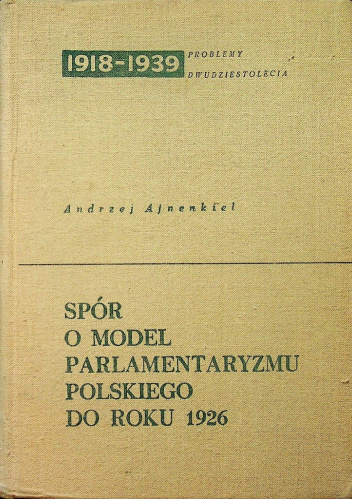 1918-1939 PROBLEMY
DWUDZIESTOLECIA
Andrzej Ajnenkiel
SPÓR
O MODEL
PARLAMENTARYZMU
POLSKIEGO
DO ROKU 1926